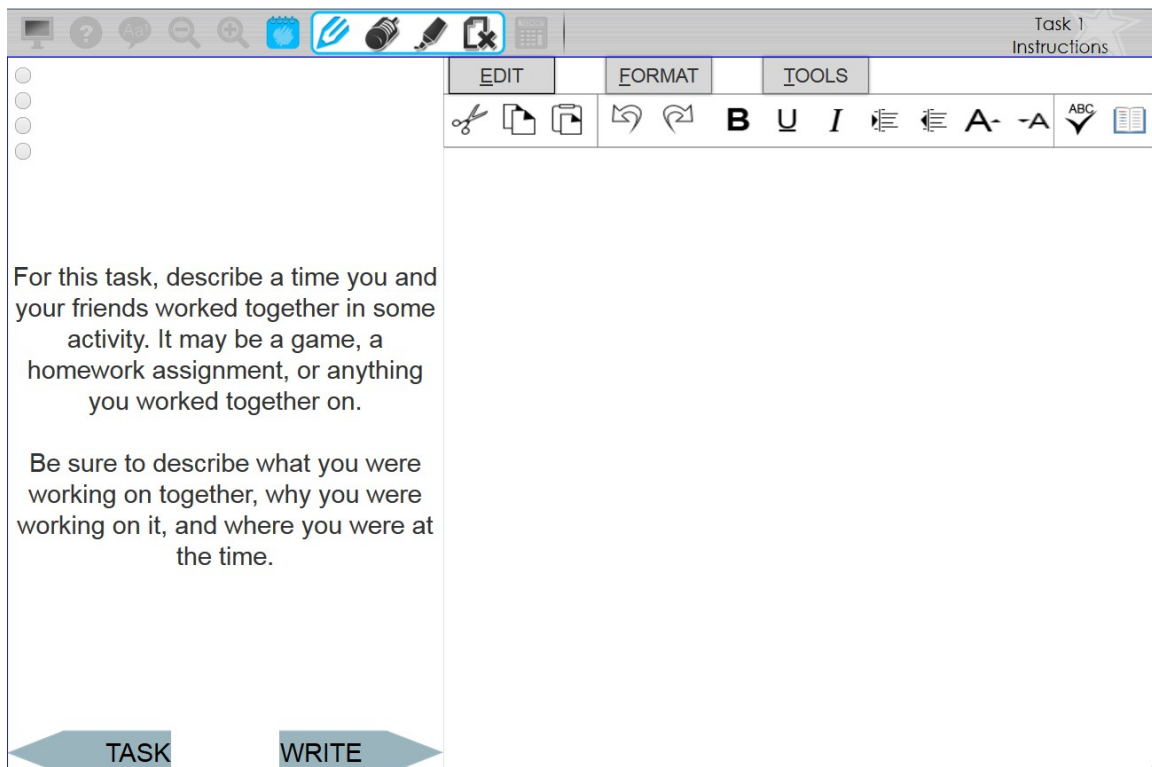 Task 1
Instructions
EDIT FORMAT TOOLS
B U I A- -A ABC
For this task, describe a time you and
your friends worked together in some
activity. It may be a game, a
homework assignment, or anything
you worked together on.
Be sure to describe what you were
working on together, why you were
working on it, and where you were at
the time.
TASK WRITE